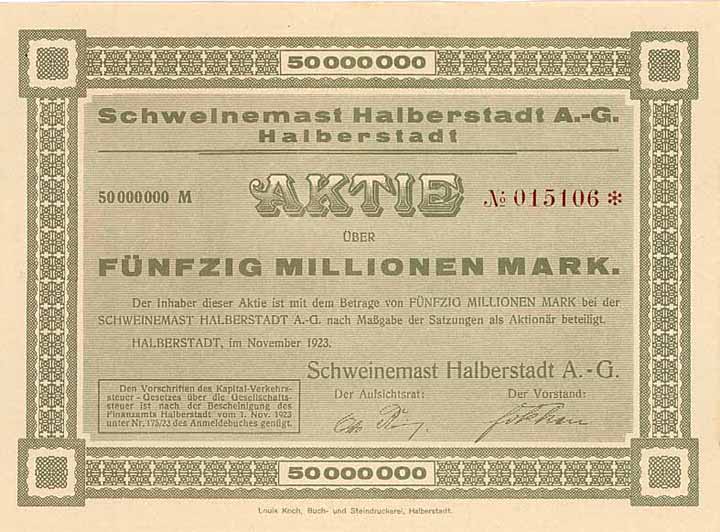 50000000
Schweinemast Halberstadt A.-G.
Halberstadt
50000000 M AKTIE № 015106 *
ÜBER
FÜNFZIG MILLIONEN MARK.
Der Inhaber dieser Aktie ist mit dem Betrage von FÜNFZIG MILLIONEN MARK bei der
SCHWEINEMAST HALBERSTADT A.-G. nach Maßgabe der Satzungen als Aktionär beteiligt.
HALBERSTADT, im November 1923.
Schweinemast Halberstadt A.-G.
Der Aufsichtsrat: Der Vorstand:
Den Vorschriften des Kapital-Verkehrs-
steuer-Gesetzes über die Gesellschafts-
steuer ist nach der Bescheinigung des
Finanzamts Halberstadt vom 1. Nov. 1923
unter Nr. 175/23 des Anmeldebuches genügt.
50000000
Louis Koch, Buch- und Steindruckerei, Halberstadt.